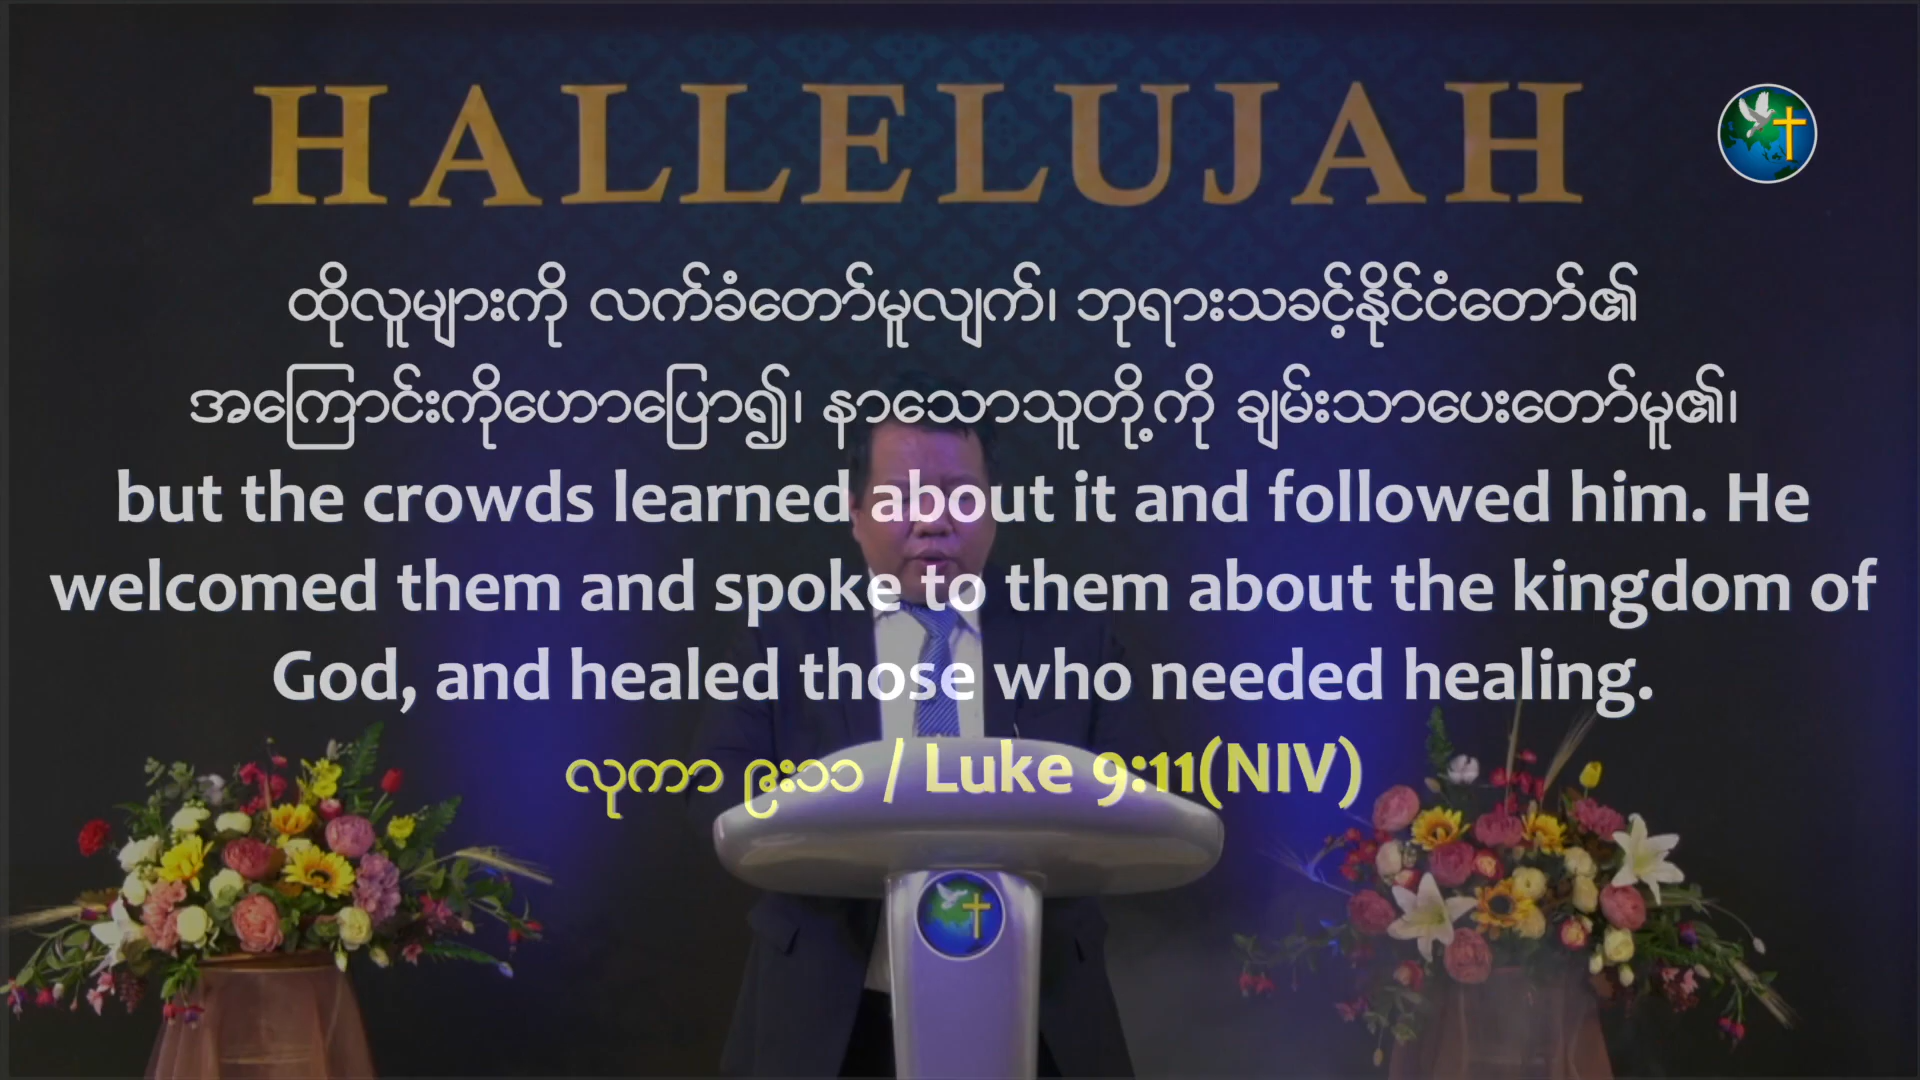 HALLELUJAH
ထိုလူများကို လက်ခံတော်မူလျက်၊ ဘုရားသခင့်နိုင်ငံတော်၏
အကြောင်းကိုဟောပြော၍၊ နာသောသူတို့ကို ချမ်းသာပေးတော်မူ၏၊
but the crowds learned about it and followed him. He
welcomed them and spoke to them about the kingdom of
God, and healed those who needed healing.
လုကာ ၉း၁၁ / Luke 9:11(NIV)